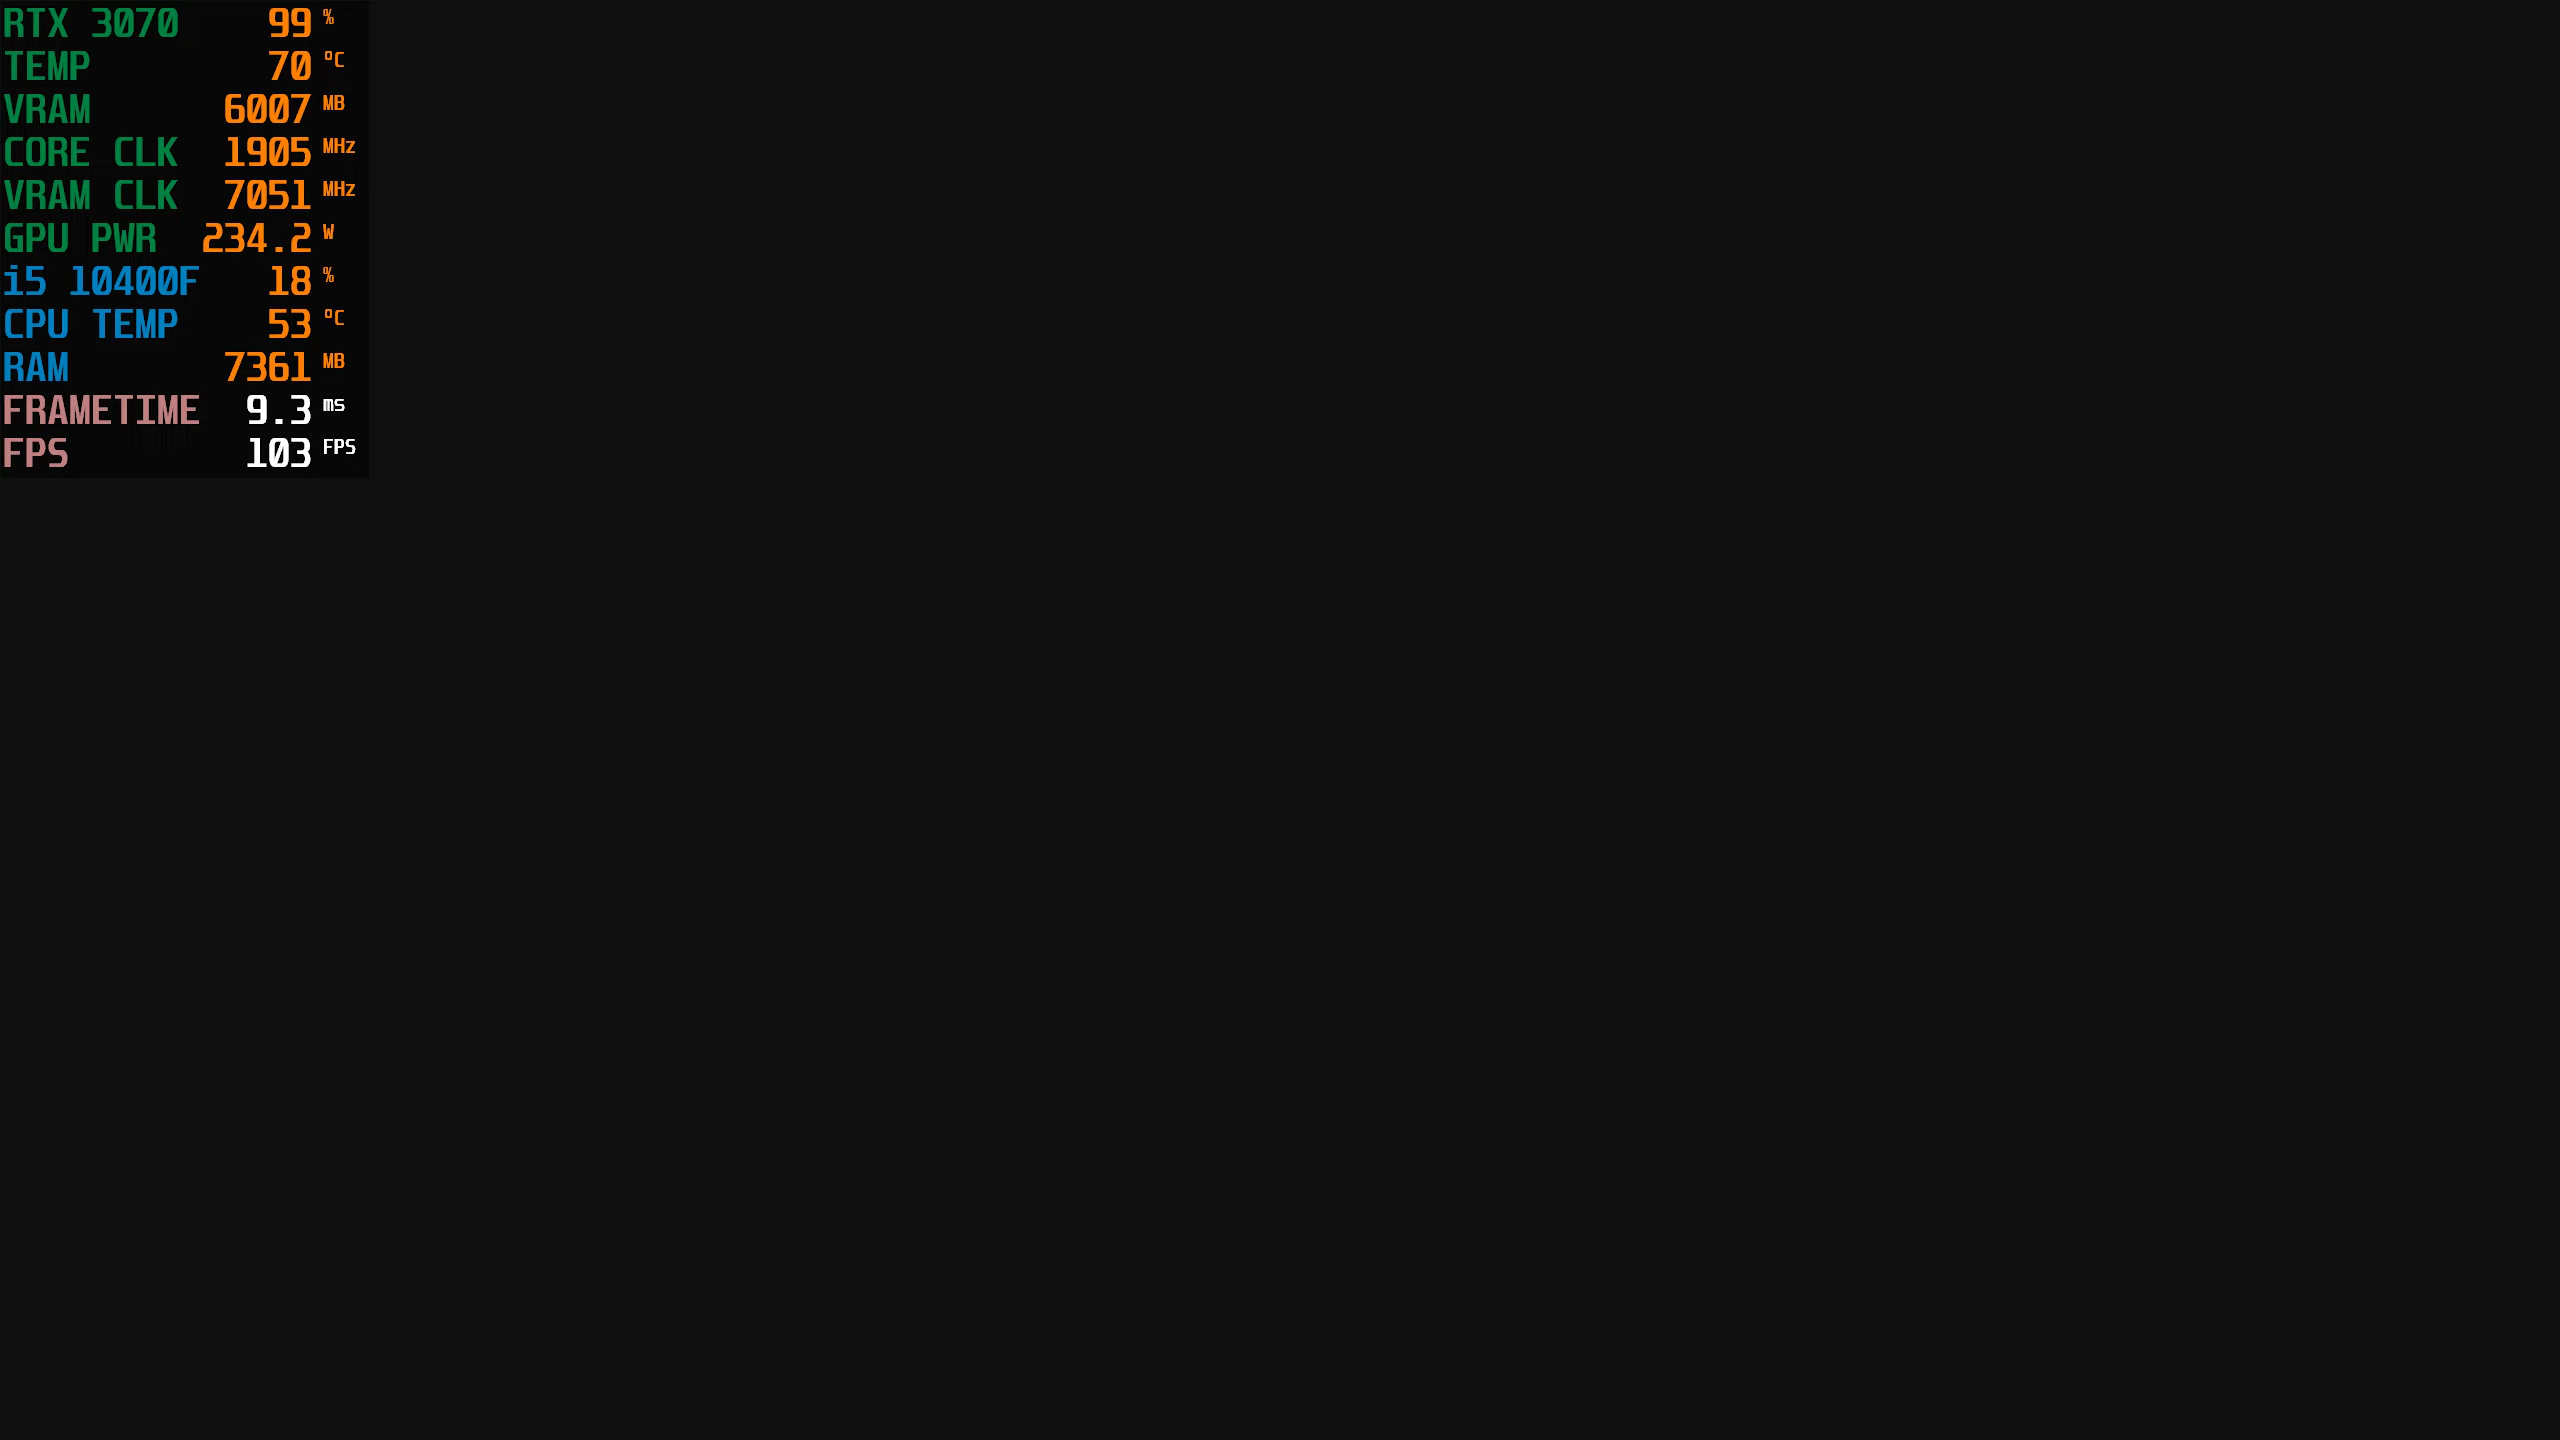 RTX 3070 99 %
TEMP 70 °C
VRAM 6007 MB
CORE CLK 1905 MHz
VRAM CLK 7051 MHz
GPU PWR 234.2 W
i5 10400F 18 %
CPU TEMP 53 °C
RAM 7361 MB
FRAMETIME 9.3 ms
FPS 103 FPS